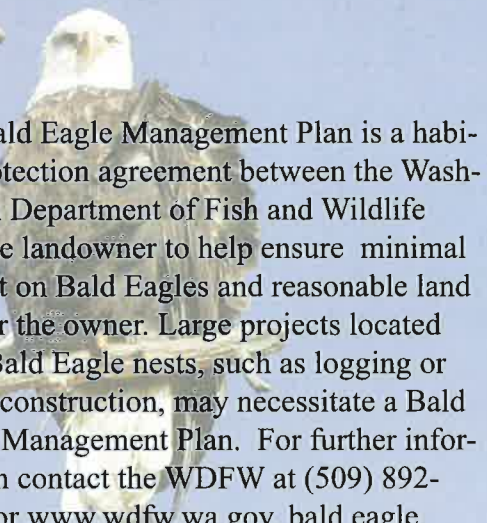 ald Eagle Management Plan is a habi-
otection agreement between the Wash-
Department of Fish and Wildlife
e landowner to help ensure minimal
t on Bald Eagles and reasonable land
r the owner. Large projects located
Bald Eagle nests, such as logging or
construction, may necessitate a Bald
Management Plan. For further infor-
n contact the WDFW at (509) 892-
or www.wdfw.wa.gov, bald eagle